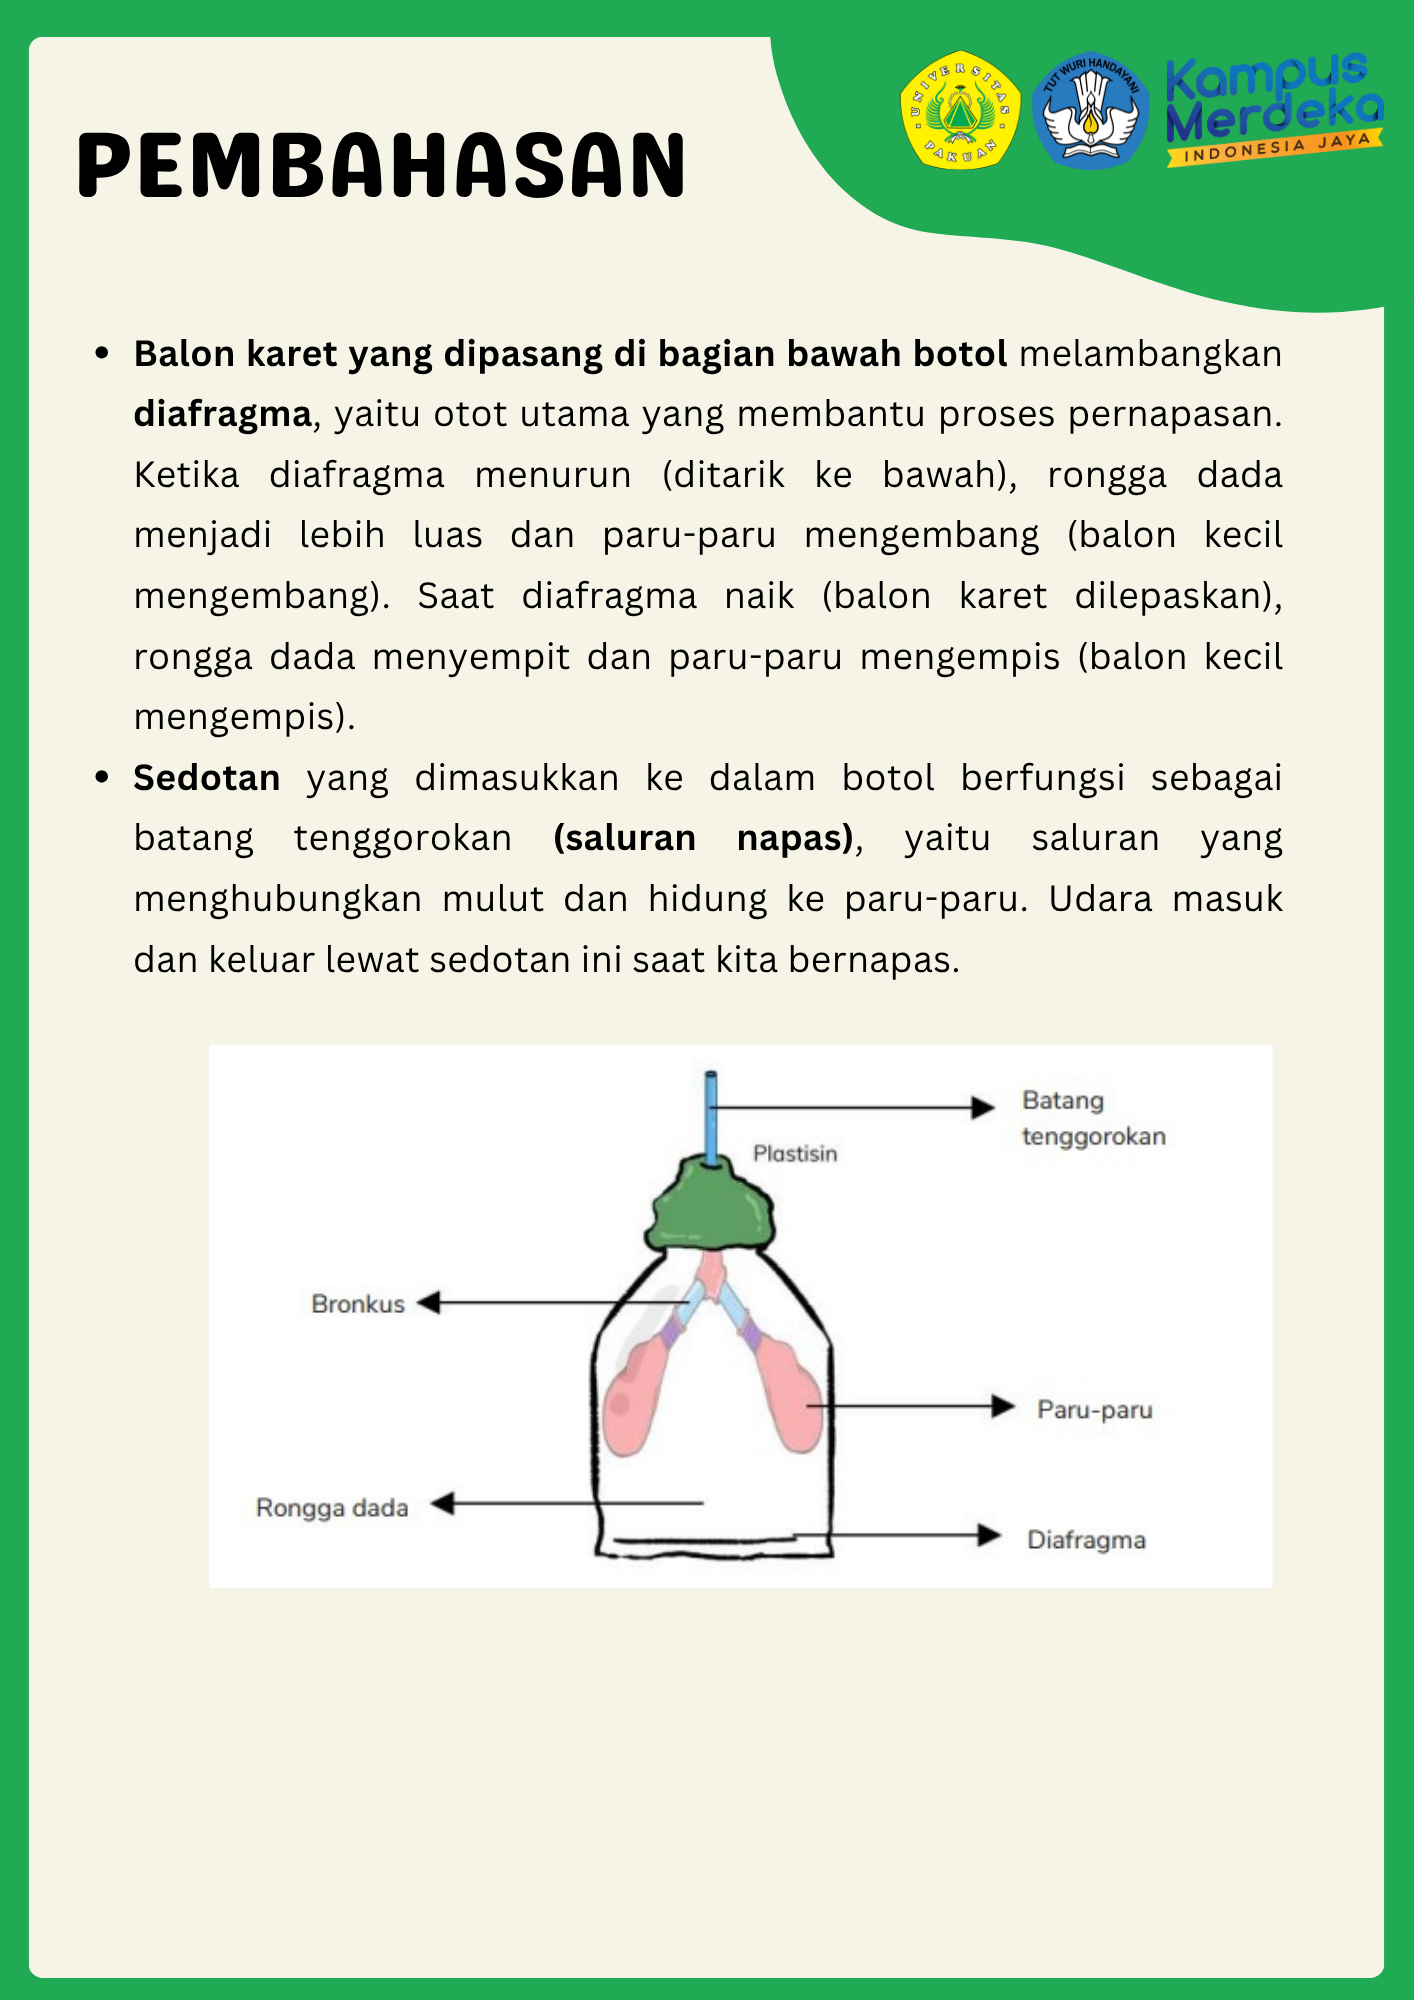 UNIVERSITAS
PAKUAN
TUT WURI HANDAYANI
Kampus
Merdeka
INDONESIA JAYA
PEMBAHASAN
• Balon karet yang dipasang di bagian bawah botol melambangkan
diafragma, yaitu otot utama yang membantu proses pernapasan.
Ketika diafragma menurun (ditarik ke bawah), rongga dada
menjadi lebih luas dan paru-paru mengembang (balon kecil
mengembang). Saat diafragma naik (balon karet dilepaskan),
rongga dada menyempit dan paru-paru mengempis (balon kecil
mengempis).
• Sedotan yang dimasukkan ke dalam botol berfungsi sebagai
batang tenggorokan (saluran napas), yaitu saluran yang
menghubungkan mulut dan hidung ke paru-paru. Udara masuk
dan keluar lewat sedotan ini saat kita bernapas.
Batang
tenggorokan
Plastisin
Bronkus
Paru-paru
Rongga dada
Diafragma